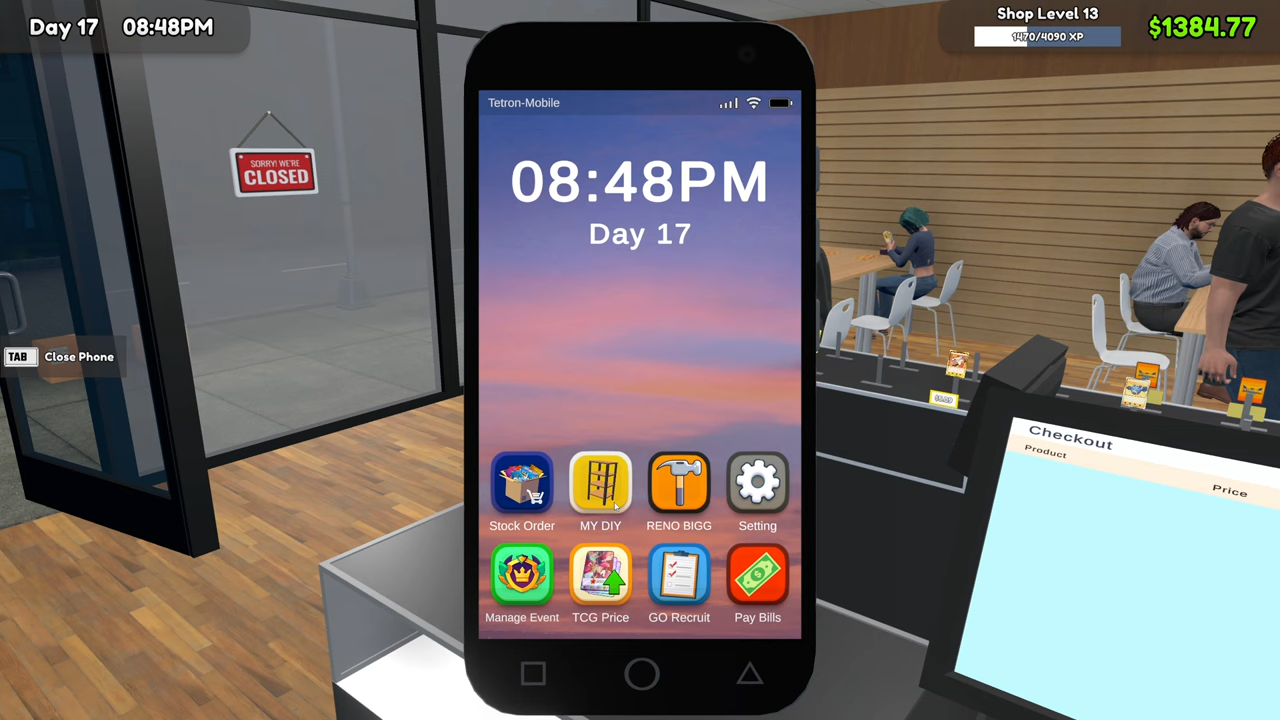 Day 17 08:48PM
Shop Level 13
1470/4090 XP
$1384.77
Tetron-Mobile
08:48PM
Day 17
SORRY! WE'RE
CLOSED
TAB Close Phone
Stock Order
MY DIY
RENO BIGG
Setting
Manage Event
TCG Price
GO Recruit
Pay Bills
Checkout
Product
Price